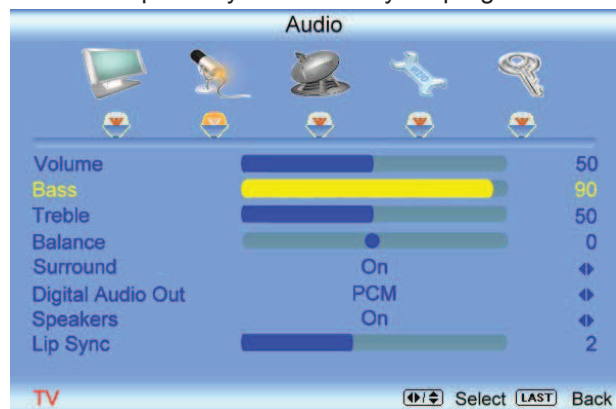 Audio
VIZIO
Volume 50
Bass 90
Treble 50
Balance 0
Surround On
Digital Audio Out PCM
Speakers On
Lip Sync 2
TV Select LAST Back